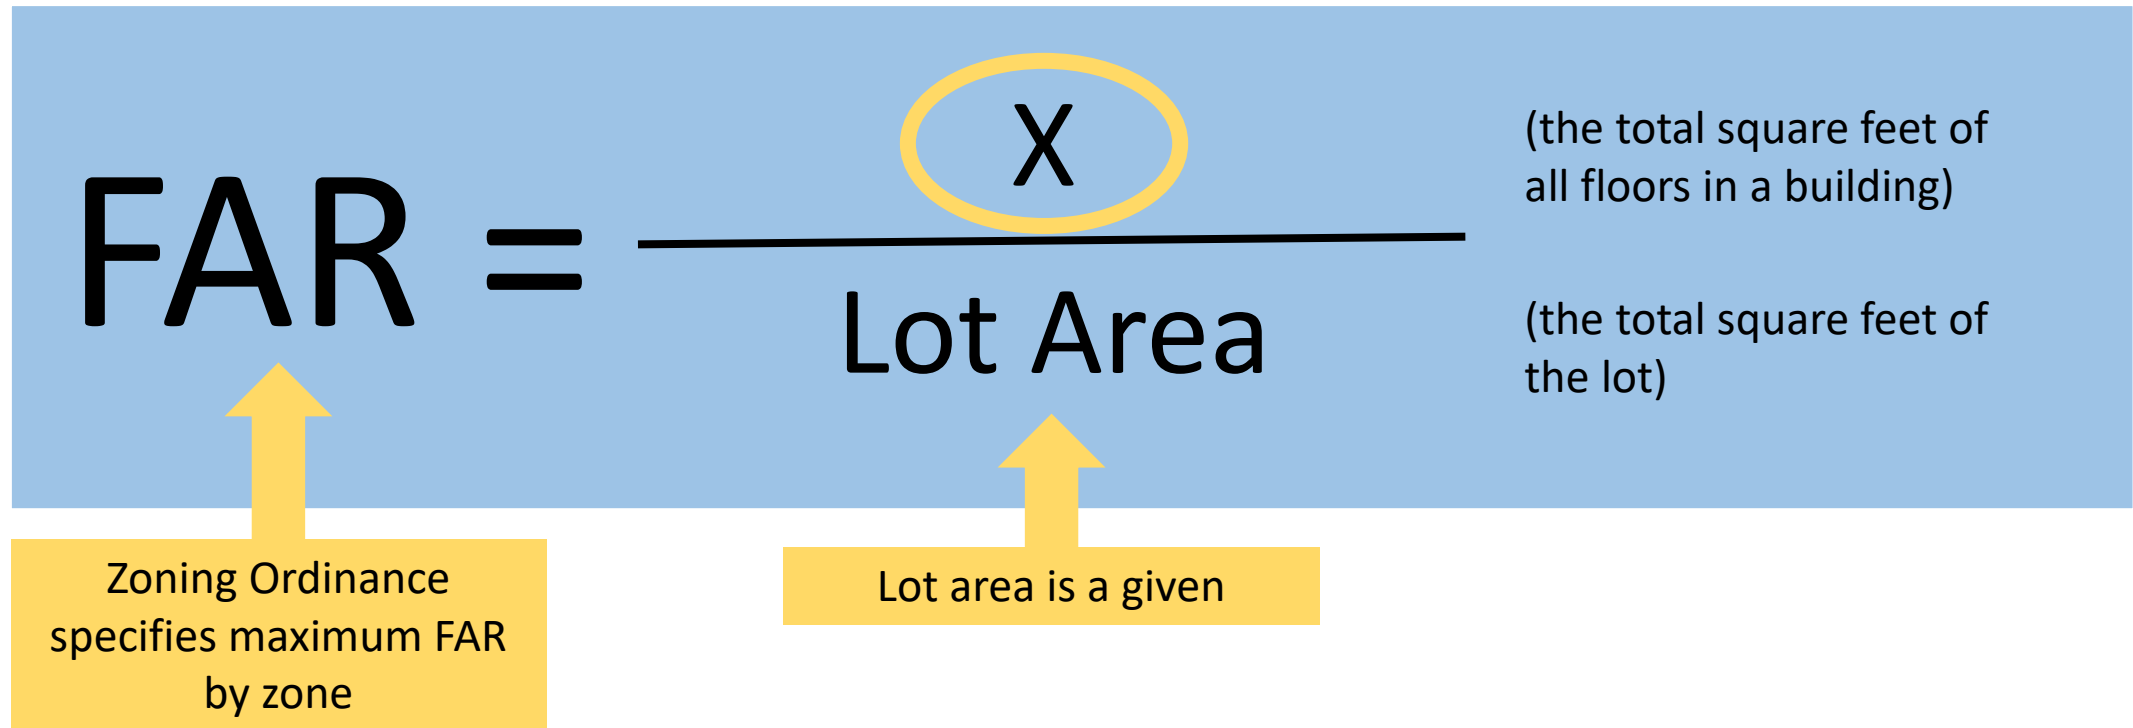 FAR =
X
Lot Area
(the total square feet of
all floors in a building)
(the total square feet of
the lot)
Zoning Ordinance
specifies maximum FAR
by zone
Lot area is a given